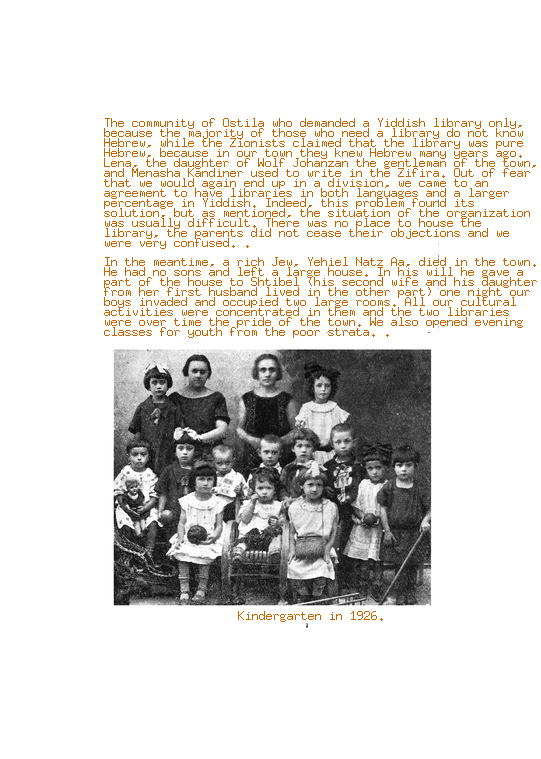 The community of Ostila who demanded a Yiddish library only,
because the majority of those who need a library do not know
Hebrew, while the Zionists claimed that the library was pure
Hebrew, because in our town they knew Hebrew many years ago.
Lena, the daughter of Wolf Johanzan the gentleman of the town,
and Menasha Kandiner used to write in the Zifira. Out of fear
that we would again end up in a division, we came to an
agreement to have libraries in both languages and a larger
percentage in Yiddish. Indeed, this problem found its
solution, but as mentioned, the situation of the organization
was usually difficult. There was no place to house the
library, the parents did not cease their objections and we
were very confused. .
In the meantime, a rich Jew, Yehiel Natz Aa, died in the town.
He had no sons and left a large house. In his will he gave a
part of the house to Shtibel (his second wife and his daughter
from her first husband lived in the other part) one night our
boys invaded and occupied two large rooms. All our cultural
activities were concentrated in them and the two libraries
were over time the pride of the town. We also opened evening
classes for youth from the poor strata. .
Kindergarten in 1926.